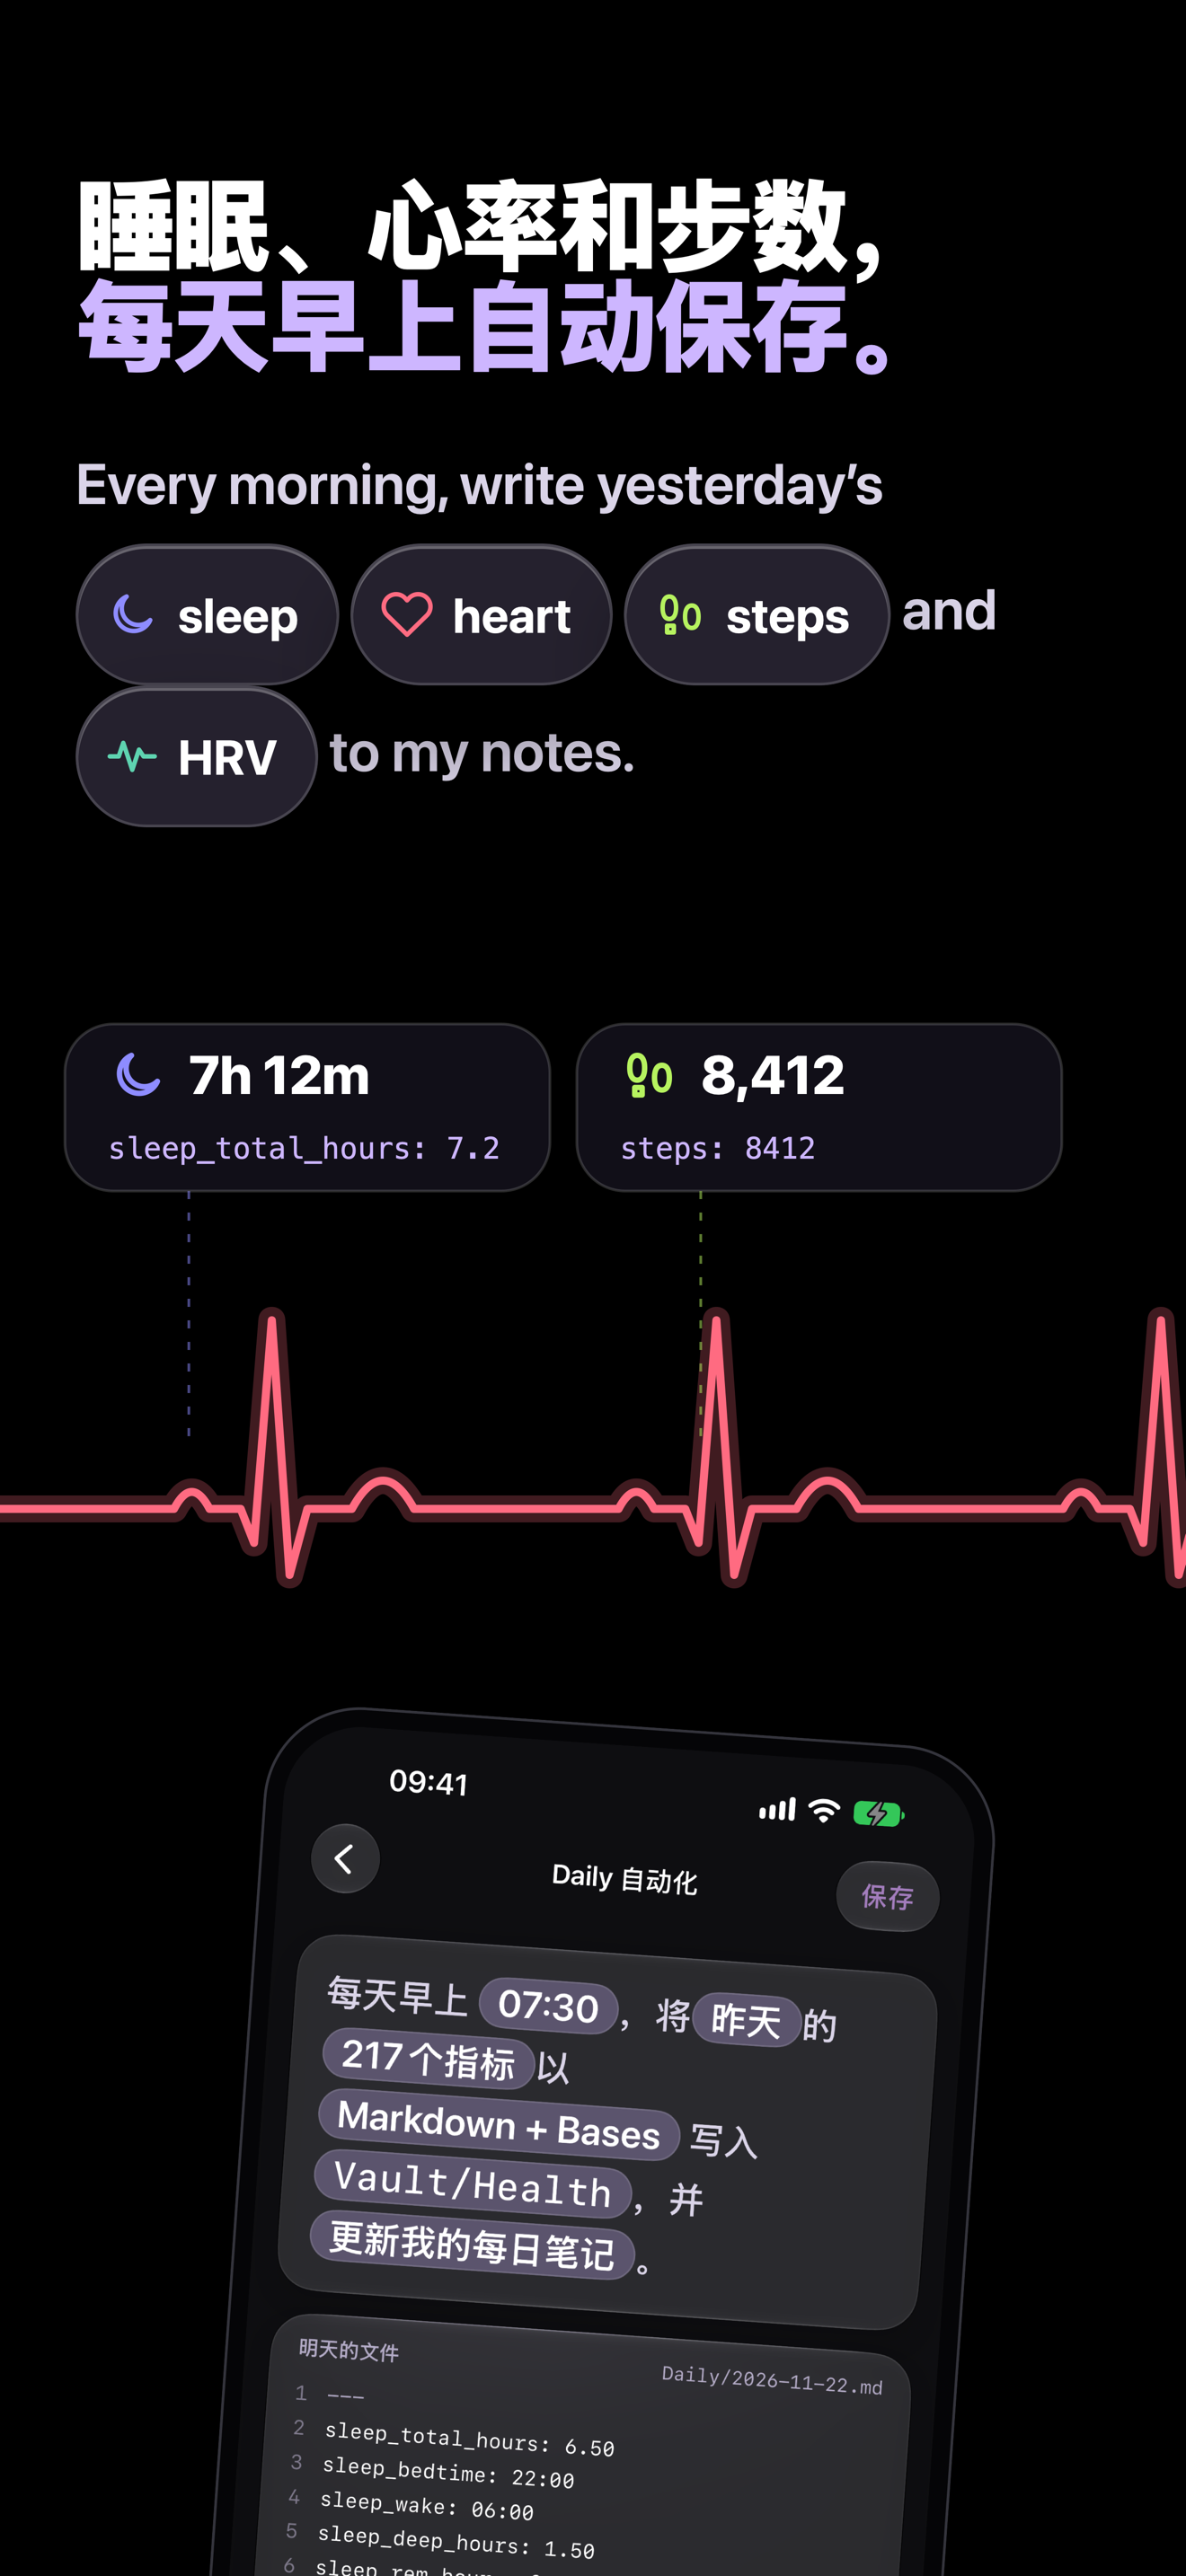 睡眠、心率和步数，
每天早上自动保存。
Every morning, write yesterday’s
sleep heart steps and
HRV to my notes.
7h 12m
sleep_total_hours: 7.2
8,412
steps: 8412
09:41
Daily 自动化
保存
每天早上 07:30，将昨天的
217 个指标以
Markdown + Bases 写入
Vault/Health，并
更新我的每日笔记。
明天的文件
Daily/2026-11-22.md
1 ---
2 sleep_total_hours: 6.50
3 sleep_bedtime: 22:00
4 sleep_wake: 06:00
5 sleep_deep_hours: 1.50
6